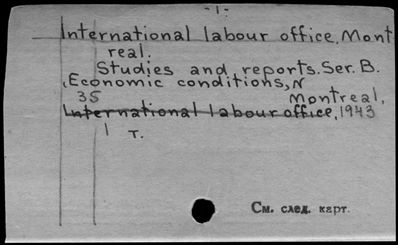 - 1 -
International labour office. Mont
real.
Studies and reports. Ser. B.
Economic conditions, N
35 Montreal,
International labour office, 1943
1 т.
См. след. карт.